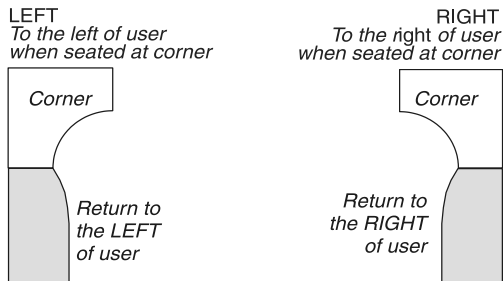 LEFT
To the left of user
when seated at corner
Corner
Return to
the LEFT
of user
RIGHT
To the right of user
when seated at corner
Corner
Return to
the RIGHT
of user